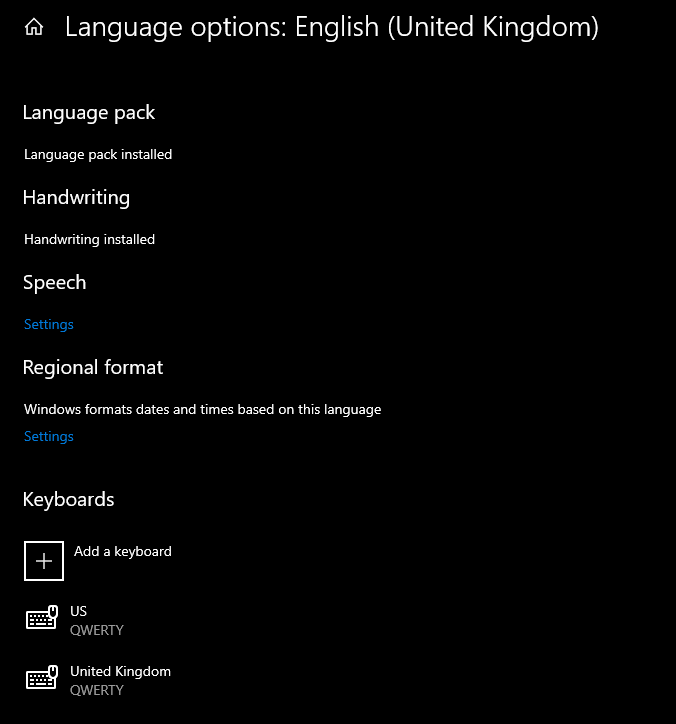 Language options: English (United Kingdom)
Language pack
Language pack installed
Handwriting
Handwriting installed
Speech
Settings
Regional format
Windows formats dates and times based on this language
Settings
Keyboards
Add a keyboard
US
QWERTY
United Kingdom
QWERTY